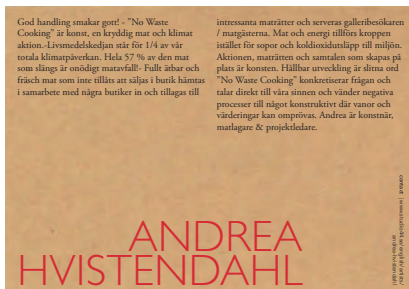 God handling smakar gott! - "No Waste
Cooking" är konst, en kryddig mat och klimat
aktion.-Livsmedelskedjan står för 1/4 av vår
totala klimatpåverkan. Hela 57 % av den mat
som slängs är onödigt matavfall!- Fullt ätbar och
fräsch mat som inte tillåts att säljas i butik hämtas
i samarbete med några butiker in och tillagas till
intressanta maträtter och serveras galleribesökaren
/ matgästerna. Mat och energi tillförs kroppen
istället för sopor och koldioxidutsläpp till miljön.
Aktionen, maträtten och samtalen som skapas på
plats är konsten. Hållbar utveckling är slitna ord
"No Waste Cooking" konkretiserar frågan och
talar direkt till våra sinnen och vänder negativa
processer till något konstruktivt där vanor och
värderingar kan omprövas. Andrea är konstnär,
matlagare & projektledare.
ANDREA
HVISTENDAHL